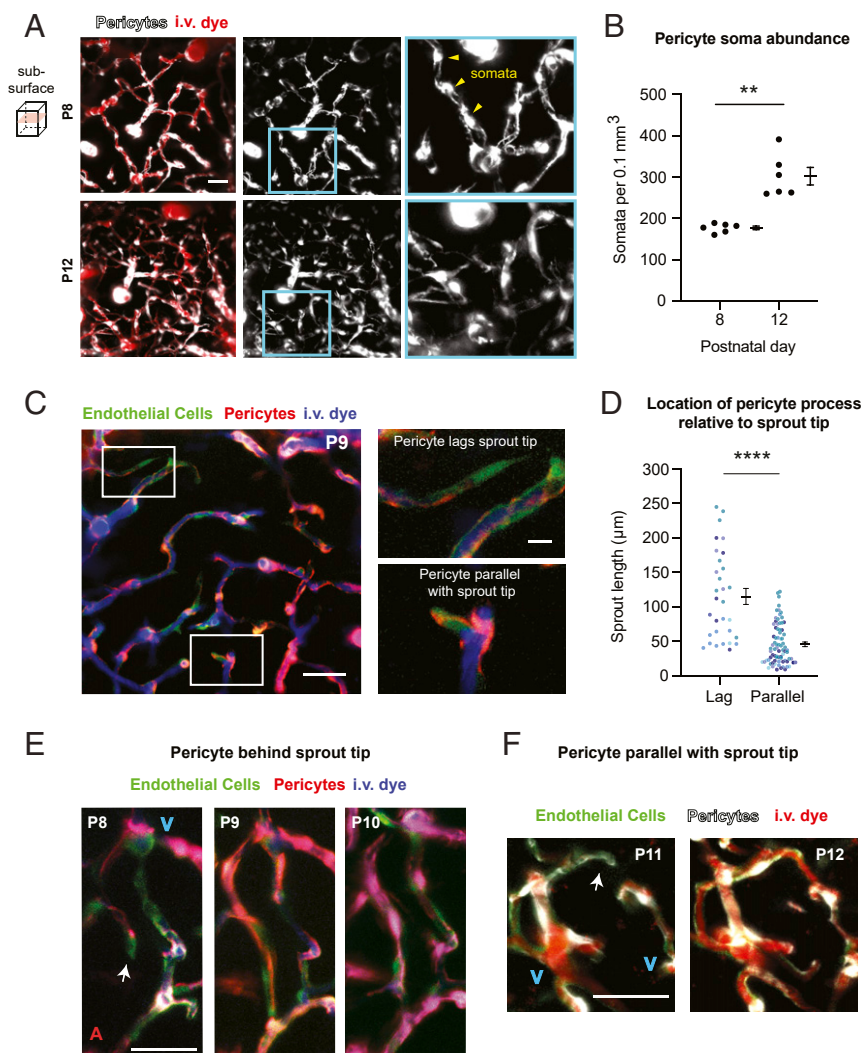 A
Pericytes i.v. dye
sub-
surface
P8
somata
P12
B
Pericyte soma abundance
**
500
400
300
200
100
0
Somata per 0.1 mm3
8
12
Postnatal day
C
Endothelial Cells Pericytes i.v. dye
P9
Pericyte lags sprout tip
Pericyte parallel
with sprout tip
D
Location of pericyte process
relative to sprout tip
****
300
250
200
150
100
50
0
Sprout length (µm)
Lag
Parallel
E
Pericyte behind sprout tip
Endothelial Cells Pericytes i.v. dye
P8
V
P9
P10
A
F
Pericyte parallel with sprout tip
Endothelial Cells Pericytes i.v. dye
P11
P12
V
V